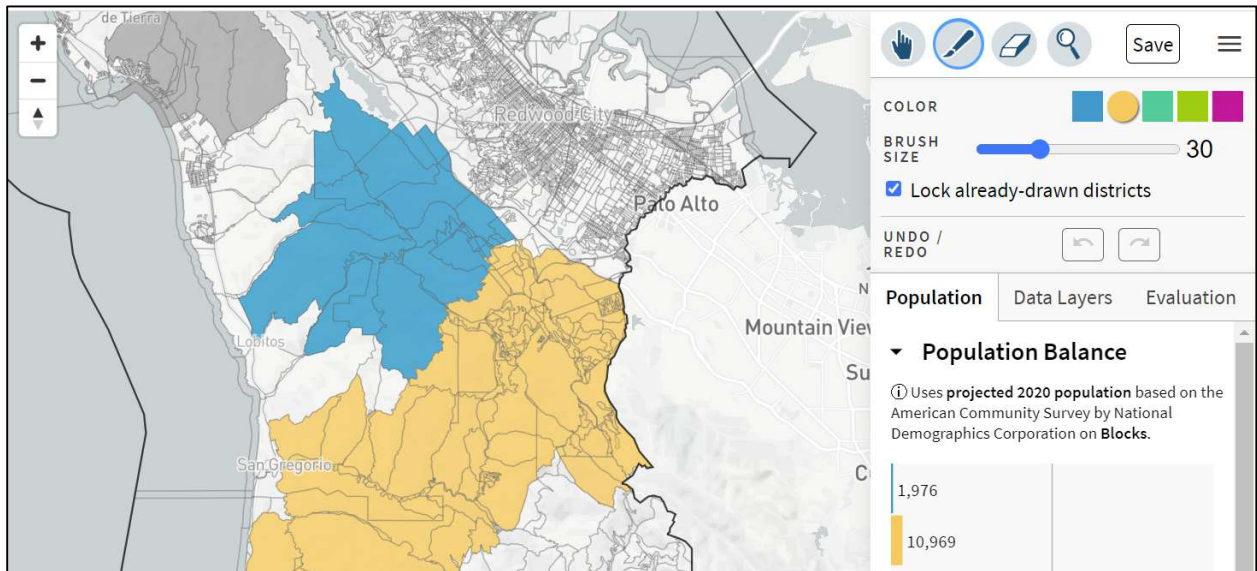 de Tierra
Redwood City
Palo Alto
Mountain View
Su
N
C
Lobitos
San Gregorio
+
−
Save
COLOR
BRUSH
SIZE
30
Lock already-drawn districts
UNDO /
REDO
Population
Data Layers
Evaluation
Population Balance
Uses projected 2020 population based on the
American Community Survey by National
Demographics Corporation on Blocks.
1,976
10,969